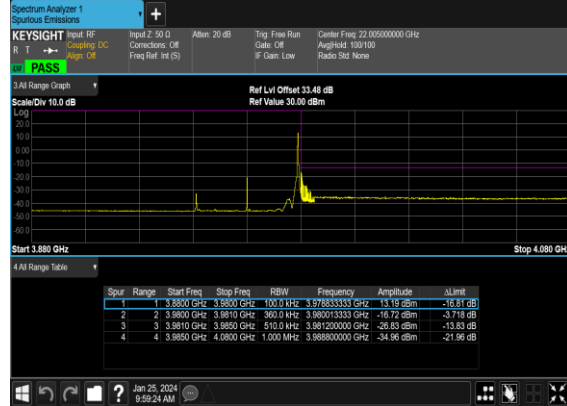 Spectrum Analyzer 1
Spurious Emissions
+
KEYSIGHT Input: RF Input Z: 50 Ω Atten: 20 dB Trig: Free Run Center Freq: 22.005000000 GHz
R T Coupling: DC Corrections: Off Gate: Off Avg|Hold: 100/100
Align: Off Freq Ref: Int (S) IF Gain: Low Radio Std: None
PASS
3 All Range Graph
Ref Lvl Offset 33.48 dB
Scale/Div 10.0 dB Ref Value 30.00 dBm
Log
20.0
10.0
0.00
-10.0
-20.0
-30.0
-40.0
-50.0
-60.0
Start 3.880 GHz Stop 4.080 GH
4 All Range Table
Spur Range Start Freq Stop Freq RBW Frequency Amplitude ΔLimit
1 1 3.8800 GHz 3.9800 GHz 100.0 kHz 3.978833333 GHz 13.19 dBm -16.81 dB
2 2 3.9800 GHz 3.9810 GHz 360.0 kHz 3.980013333 GHz -16.72 dBm -3.718 dB
3 3 3.9810 GHz 3.9850 GHz 510.0 kHz 3.981200000 GHz -26.83 dBm -13.83 dB
4 4 3.9850 GHz 4.0800 GHz 1.000 MHz 3.988800000 GHz -34.96 dBm -21.96 dB
? Jan 25, 2024
9:59:24 AM